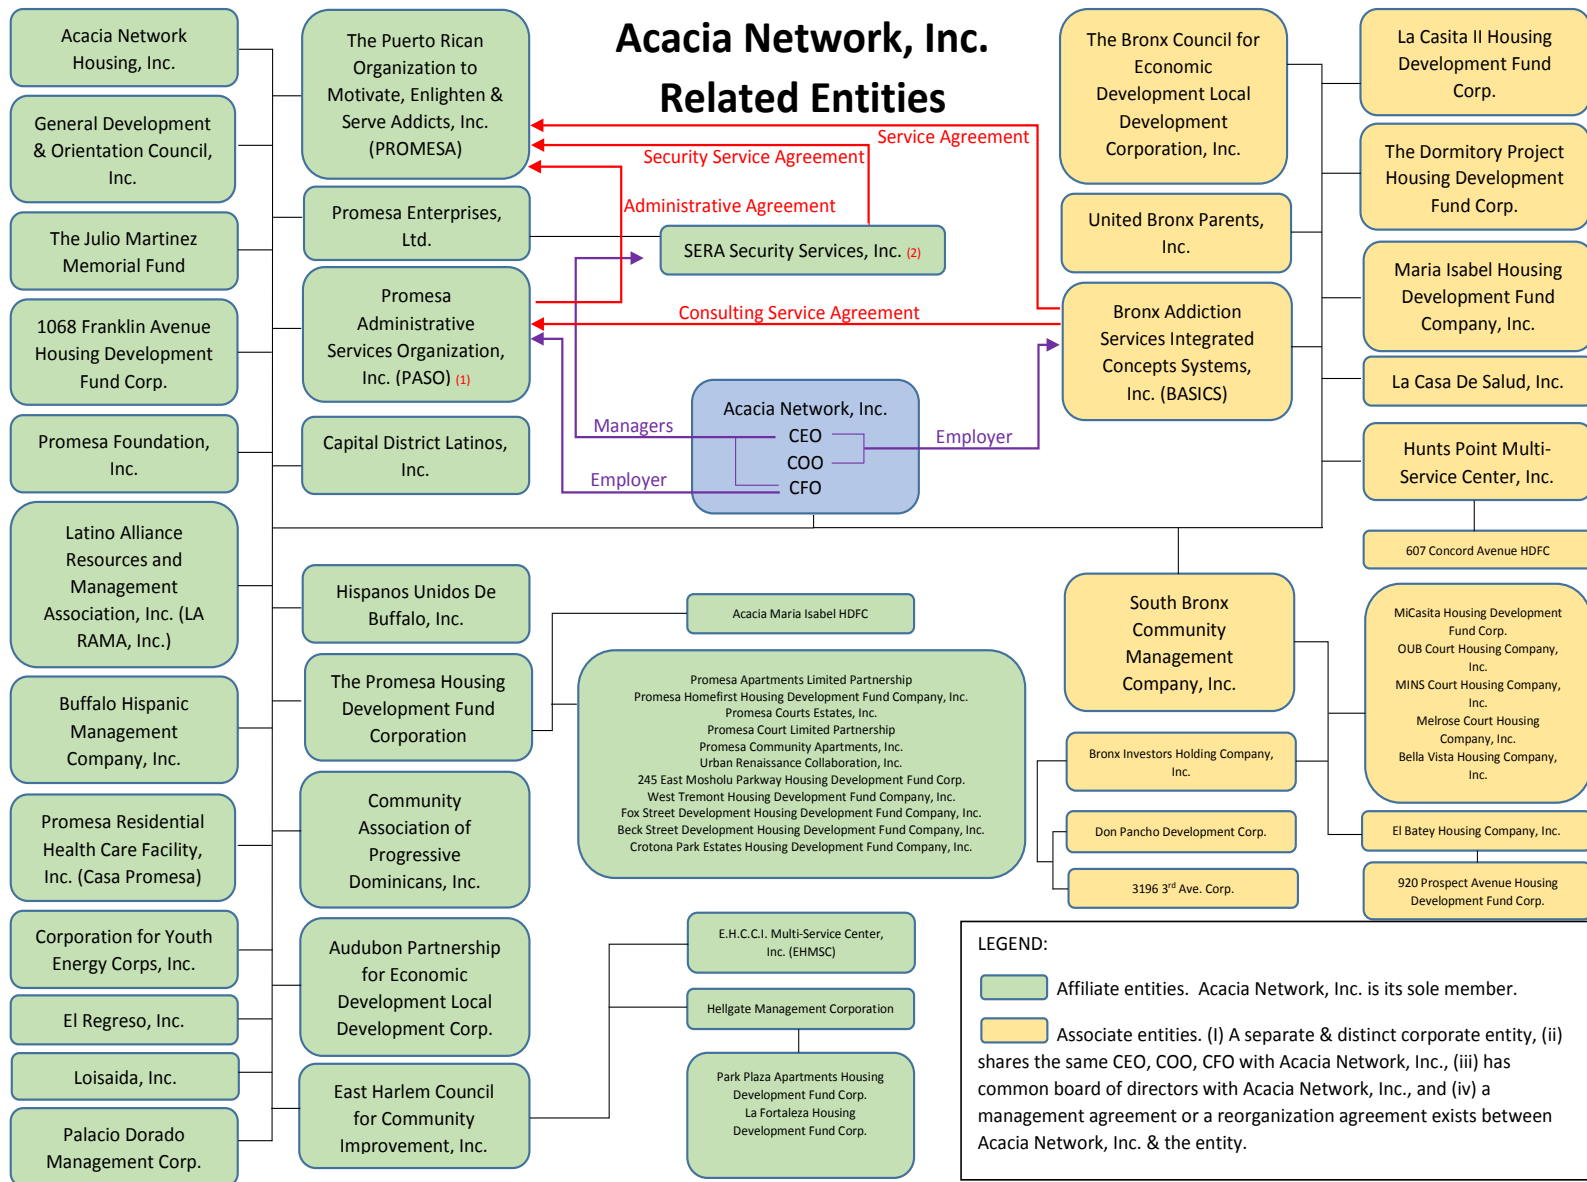 Acacia Network, Inc.
Related Entities
Acacia Network
Housing, Inc.
General Development
& Orientation Council,
Inc.
The Julio Martinez
Memorial Fund
1068 Franklin Avenue
Housing Development
Fund Corp.
Promesa Foundation,
Inc.
Latino Alliance
Resources and
Management
Association, Inc. (LA
RAMA, Inc.)
Buffalo Hispanic
Management
Company, Inc.
Promesa Residential
Health Care Facility,
Inc. (Casa Promesa)
Corporation for Youth
Energy Corps, Inc.
El Regreso, Inc.
Loisaida, Inc.
Palacio Dorado
Management Corp.
The Puerto Rican
Organization to
Motivate, Enlighten &
Serve Addicts, Inc.
(PROMESA)
Promesa Enterprises,
Ltd.
Promesa
Administrative
Services Organization,
Inc. (PASO) (1)
Capital District Latinos,
Inc.
Hispanos Unidos De
Buffalo, Inc.
The Promesa Housing
Development Fund
Corporation
Community
Association of
Progressive
Dominicans, Inc.
Audubon Partnership
for Economic
Development Local
Development Corp.
East Harlem Council
for Community
Improvement, Inc.
Service Agreement
Security Service Agreement
Administrative Agreement
SERA Security Services, Inc. (2)
Consulting Service Agreement
Acacia Network, Inc.
CEO
COO
CFO
Managers
Employer
Employer
Acacia Maria Isabel HDFC
Promesa Apartments Limited Partnership
Promesa Homefirst Housing Development Fund Company, Inc.
Promesa Courts Estates, Inc.
Promesa Court Limited Partnership
Promesa Community Apartments, Inc.
Urban Renaissance Collaboration, Inc.
245 East Mosholu Parkway Housing Development Fund Corp.
West Tremont Housing Development Fund Company, Inc.
Fox Street Development Housing Development Fund Company, Inc.
Beck Street Development Housing Development Fund Company, Inc.
Crotona Park Estates Housing Development Fund Company, Inc.
E.H.C.C.I. Multi-Service Center,
Inc. (EHMSC)
Hellgate Management Corporation
Park Plaza Apartments Housing
Development Fund Corp.
La Fortaleza Housing
Development Fund Corp.
The Bronx Council for
Economic
Development Local
Development
Corporation, Inc.
United Bronx Parents,
Inc.
Bronx Addiction
Services Integrated
Concepts Systems,
Inc. (BASICS)
South Bronx
Community
Management
Company, Inc.
Bronx Investors Holding Company,
Inc.
Don Pancho Development Corp.
3196 3rd Ave. Corp.
La Casita II Housing
Development Fund
Corp.
The Dormitory Project
Housing Development
Fund Corp.
Maria Isabel Housing
Development Fund
Company, Inc.
La Casa De Salud, Inc.
Hunts Point Multi-
Service Center, Inc.
607 Concord Avenue HDFC
MiCasita Housing Development
Fund Corp.
OUB Court Housing Company,
Inc.
MINS Court Housing Company,
Inc.
Melrose Court Housing
Company, Inc.
Bella Vista Housing Company,
Inc.
El Batey Housing Company, Inc.
920 Prospect Avenue Housing
Development Fund Corp.
LEGEND:
Affiliate entities. Acacia Network, Inc. is its sole member.
Associate entities. (I) A separate & distinct corporate entity, (ii)
shares the same CEO, COO, CFO with Acacia Network, Inc., (iii) has
common board of directors with Acacia Network, Inc., and (iv) a
management agreement or a reorganization agreement exists between
Acacia Network, Inc. & the entity.